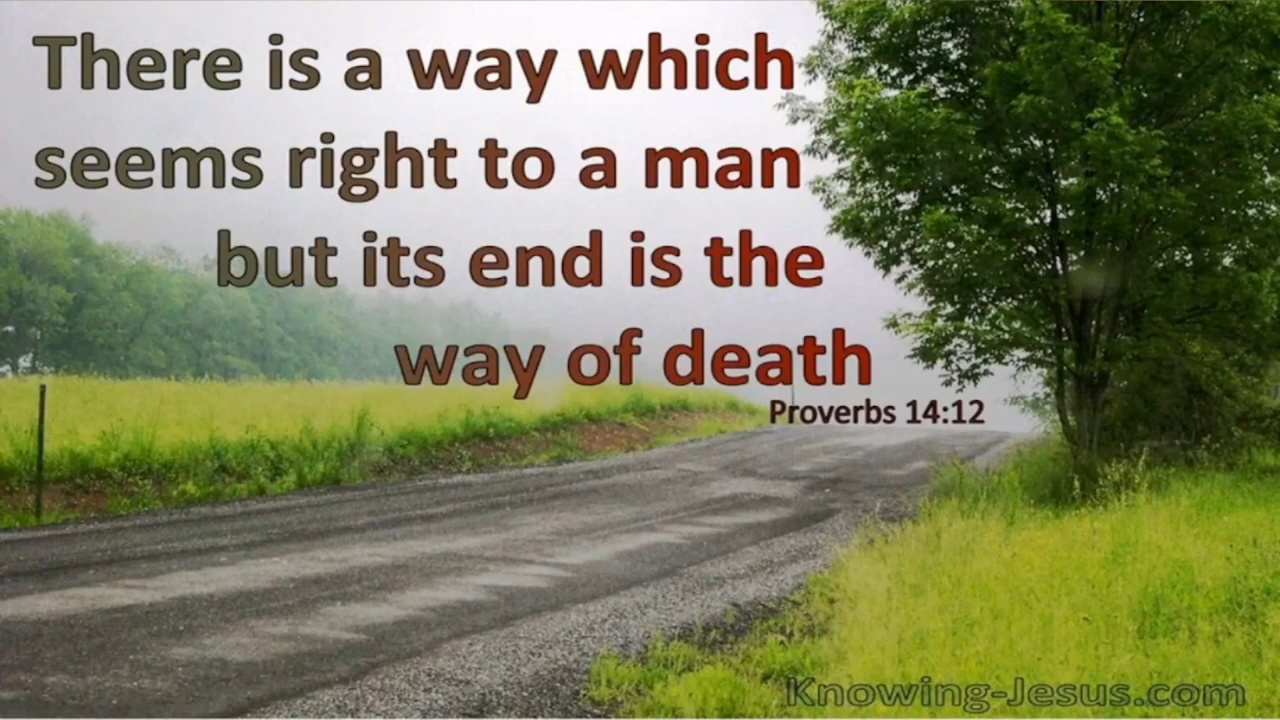 There is a way which
seems right to a man
but its end is the
way of death
Proverbs 14:12
Knowing-Jesus.com